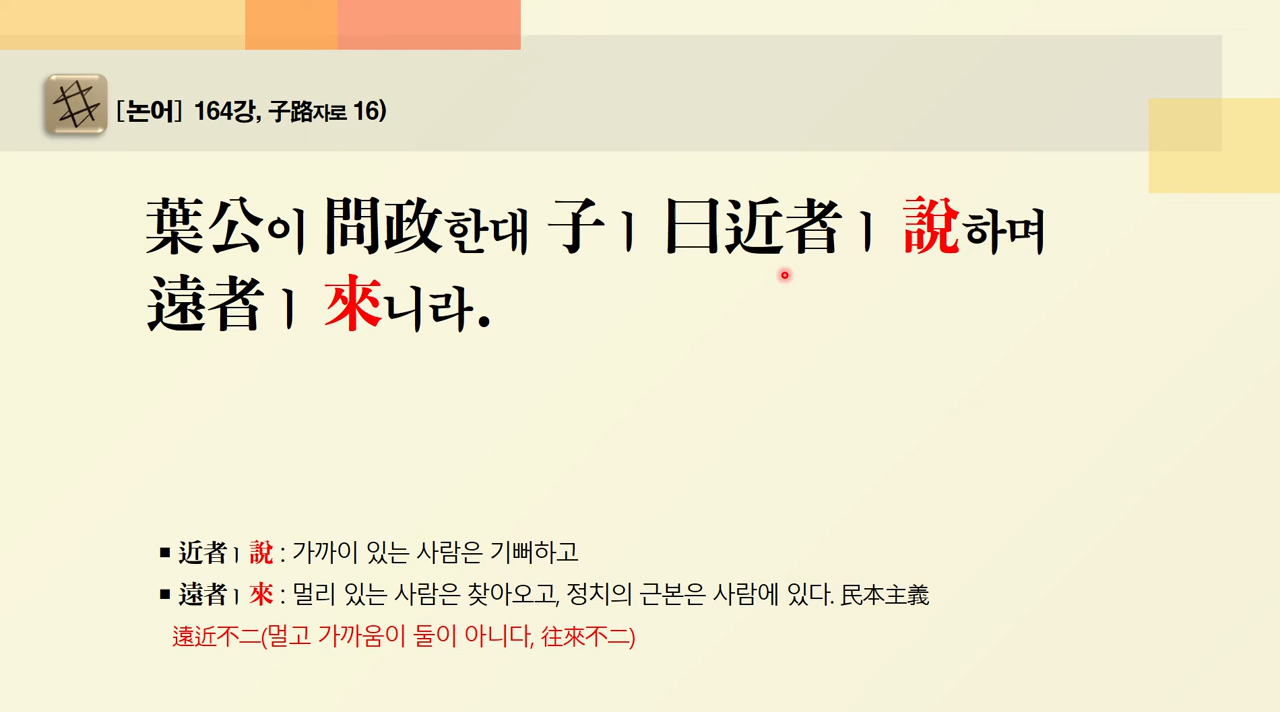 [논어] 164강, 子路자로 16)
葉公이 問政한대 子ㅣ 曰近者ㅣ 說하며
遠者ㅣ 來니라.
▪ 近者ㅣ 說 : 가까이 있는 사람은 기뻐하고
▪ 遠者ㅣ 來 : 멀리 있는 사람은 찾아오고, 정치의 근본은 사람에 있다. 民本主義
遠近不二(멀고 가까움이 둘이 아니다, 往來不二)